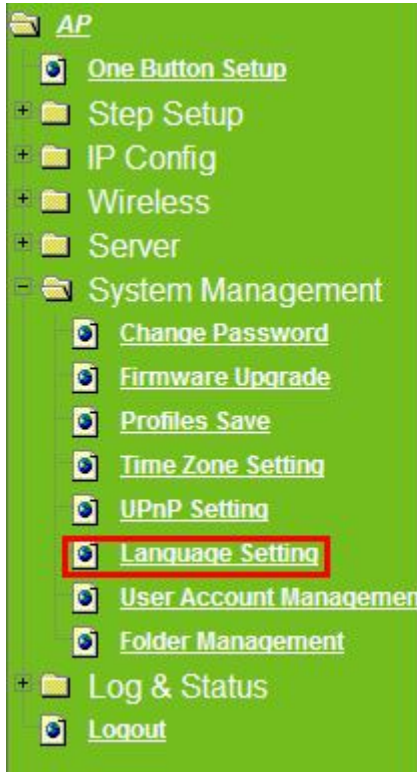 AP
One Button Setup
Step Setup
IP Config
Wireless
Server
System Management
Change Password
Firmware Upgrade
Profiles Save
Time Zone Setting
UPnP Setting
Language Setting
User Account Managemen
Folder Management
Log & Status
Logout